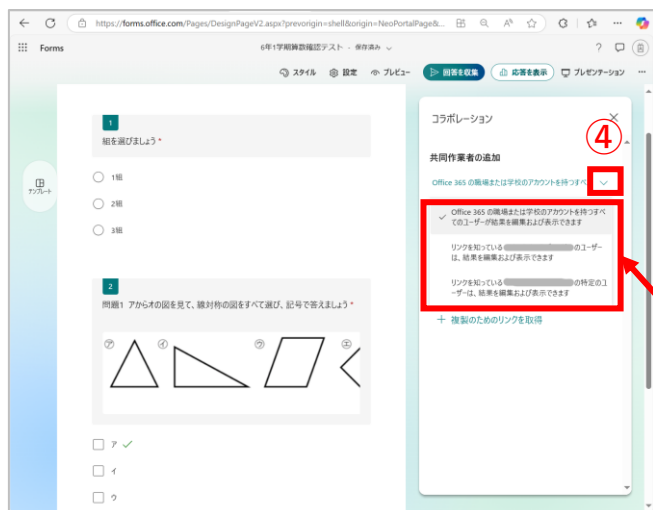 https://forms.office.com/Pages/DesignPageV2.aspx?prevorigin=shell&origin=NeoPortalPage&...
Forms
6年1学期算数確認テスト - 保存済み
?
スタイル
設定
プレビュー
回答を収集
応答を表示
プレゼンテーション
...
テンプレート
1
組を選びましょう *
1組
2組
3組
2
問題1 アからオの図を見て、線対称の図をすべて選び、記号で答えましょう *
㋐ ㋑ ㋒ ㋓
ア
イ
ウ
コラボレーション
④
共同作業者の追加
Office 365 の職場または学校のアカウントを持つすべ
Office 365 の職場または学校のアカウントを持つすべ
てのユーザーが結果を編集および表示できます
リンクを知っている のユーザー
は、結果を編集および表示できます
リンクを知っている の特定のユ
ーザーは、結果を編集および表示できます
+ 複製のためのリンクを取得